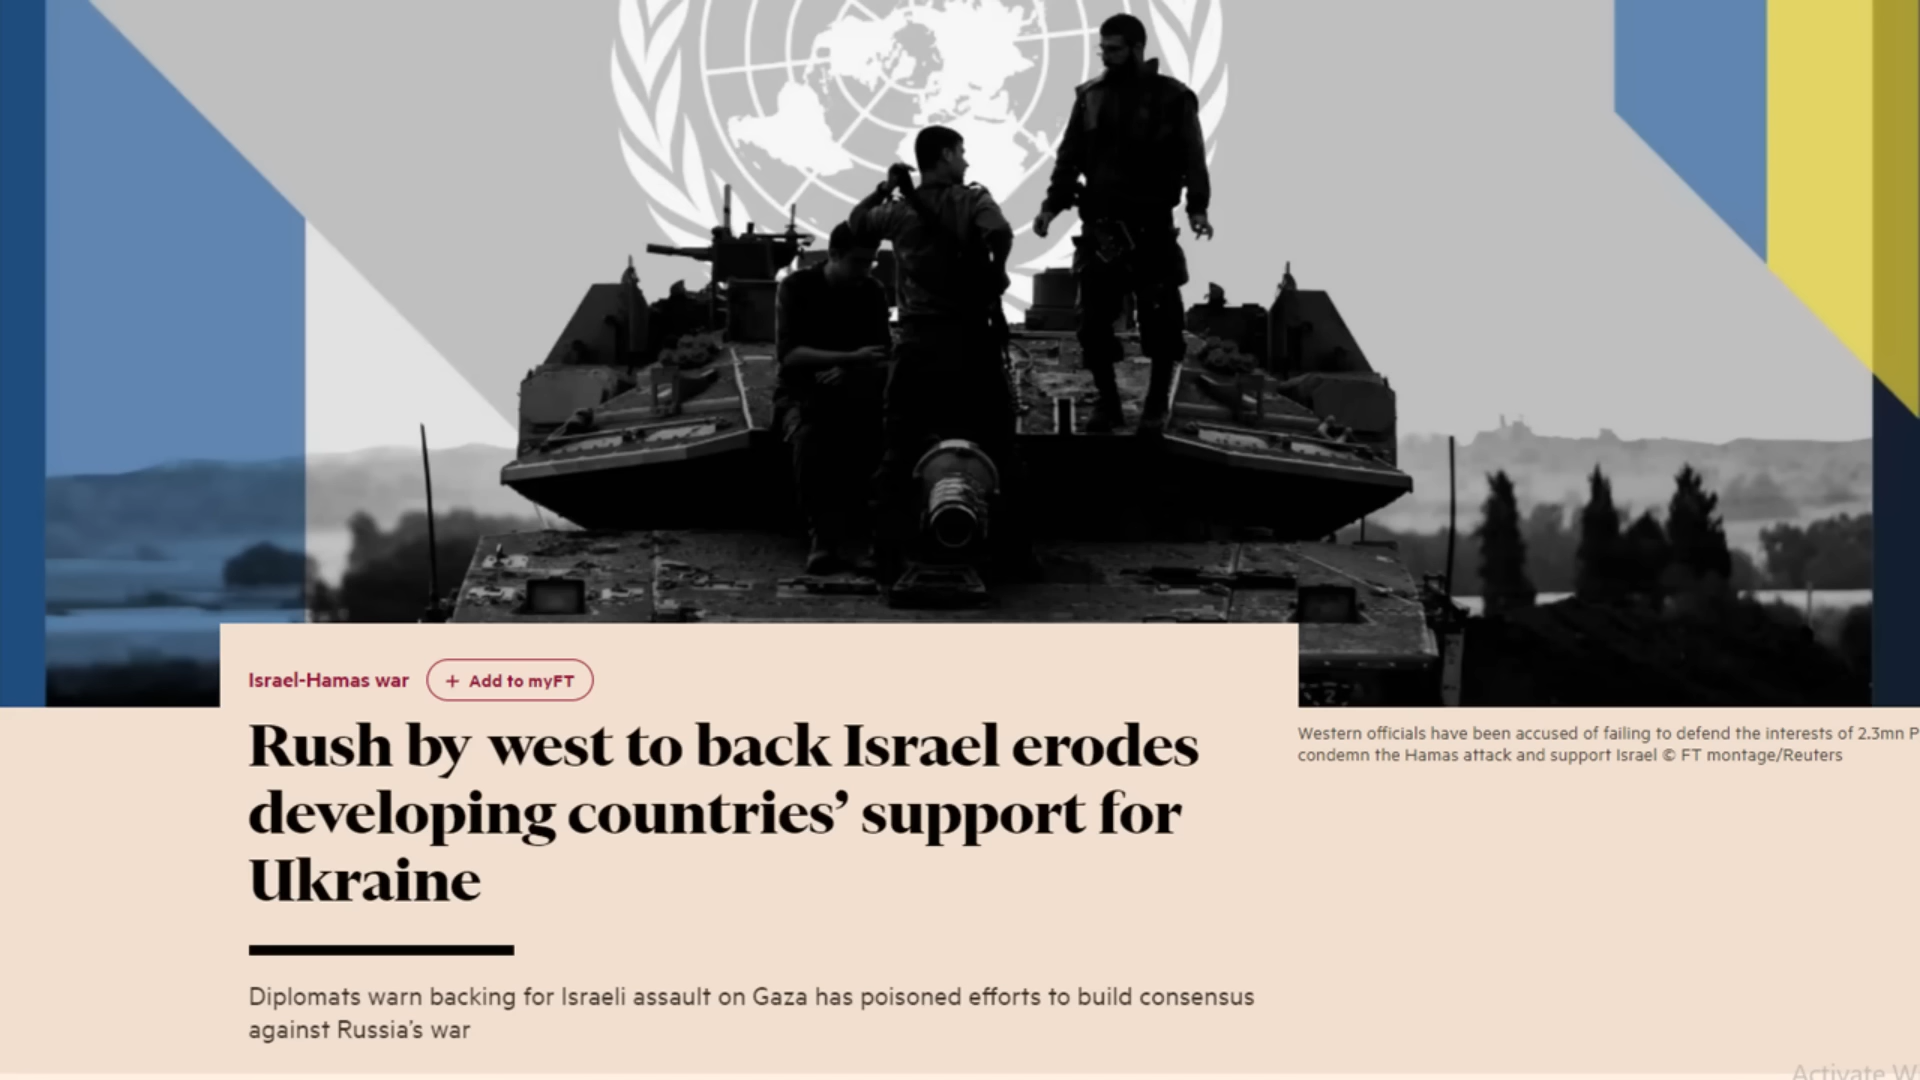 Israel-Hamas war + Add to myFT
Rush by west to back Israel erodes
developing countries’ support for
Ukraine
Diplomats warn backing for Israeli assault on Gaza has poisoned efforts to build consensus
against Russia’s war
Western officials have been accused of failing to defend the interests of 2.3mn P
condemn the Hamas attack and support Israel © FT montage/Reuters
Activate W